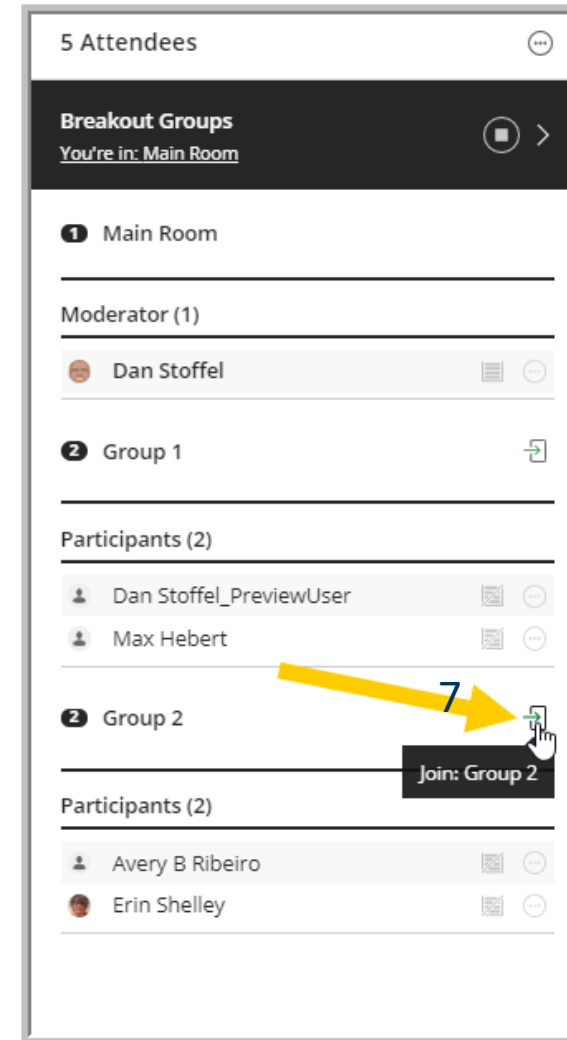 5 Attendees
Breakout Groups
You're in: Main Room
1 Main Room
Moderator (1)
Dan Stoffel
2 Group 1
Participants (2)
Dan Stoffel_PreviewUser
Max Hebert
7
2 Group 2
Join: Group 2
Participants (2)
Avery B Ribeiro
Erin Shelley